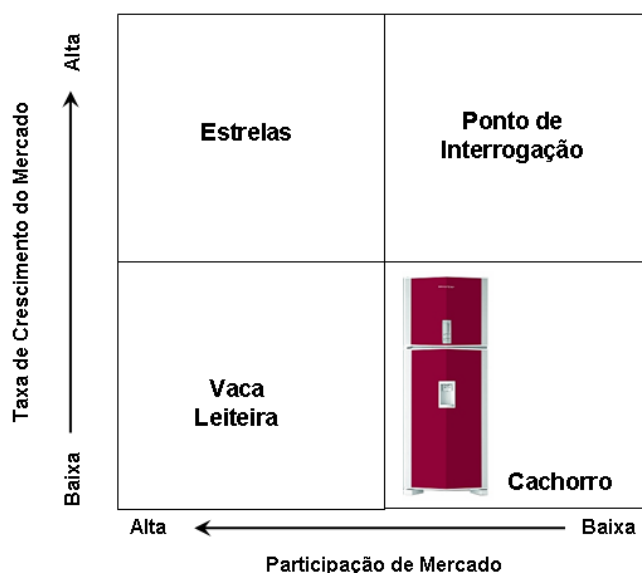 Alta
Taxa de Crescimento do Mercado
Baixa
Estrelas
Ponto de
Interrogação
Vaca
Leiteira
Cachorro
Alta
Baixa
Participação de Mercado